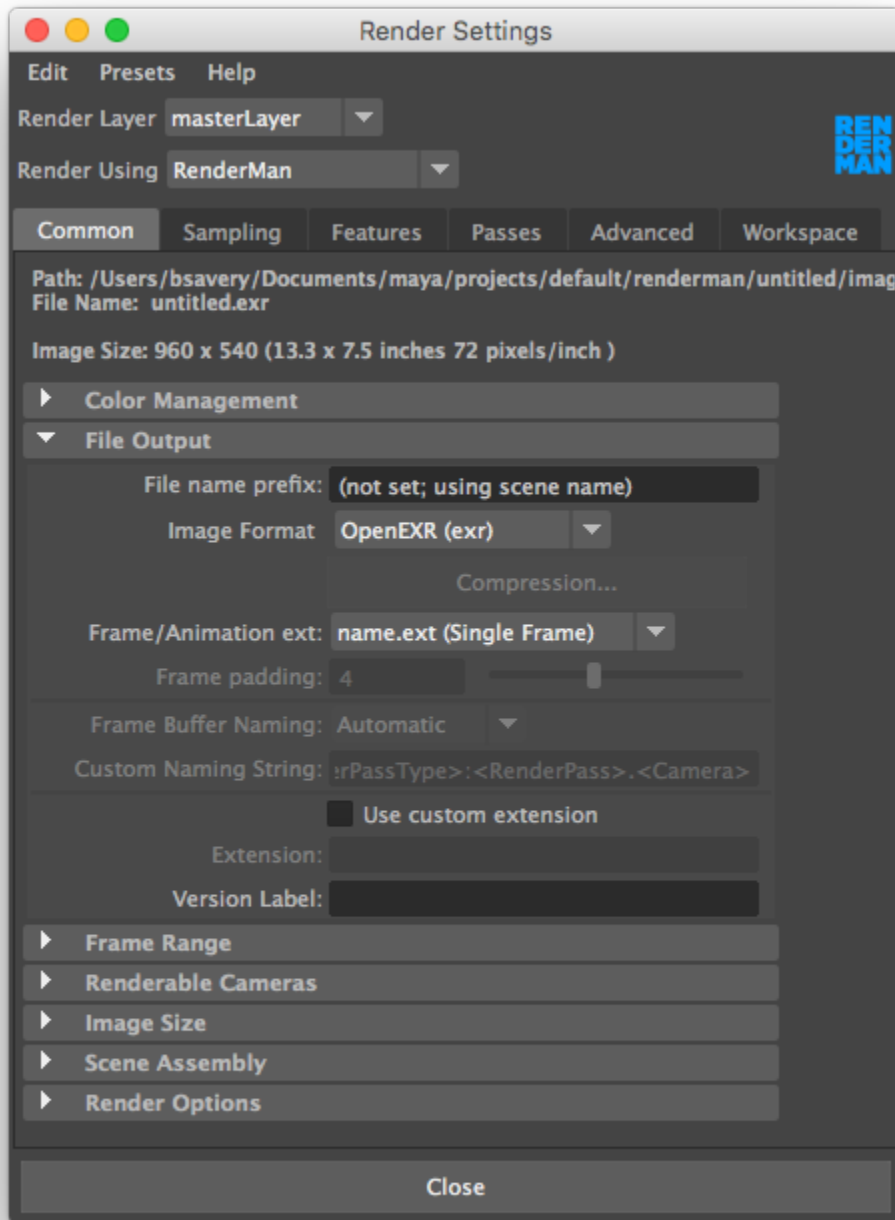 Render Settings
Edit Presets Help
Render Layer masterLayer
REN
DER
MAN
Render Using RenderMan
Common Sampling Features Passes Advanced Workspace
Path: /Users/bsavery/Documents/maya/projects/default/renderman/untitled/imag
File Name: untitled.exr
Image Size: 960 x 540 (13.3 x 7.5 inches 72 pixels/inch )
Color Management
File Output
File name prefix: (not set; using scene name)
Image Format OpenEXR (exr)
Compression...
Frame/Animation ext: name.ext (Single Frame)
Frame padding: 4
Frame Buffer Naming: Automatic
Custom Naming String: erPassType>:<RenderPass>.<Camera>
Use custom extension
Extension:
Version Label:
Frame Range
Renderable Cameras
Image Size
Scene Assembly
Render Options
Close